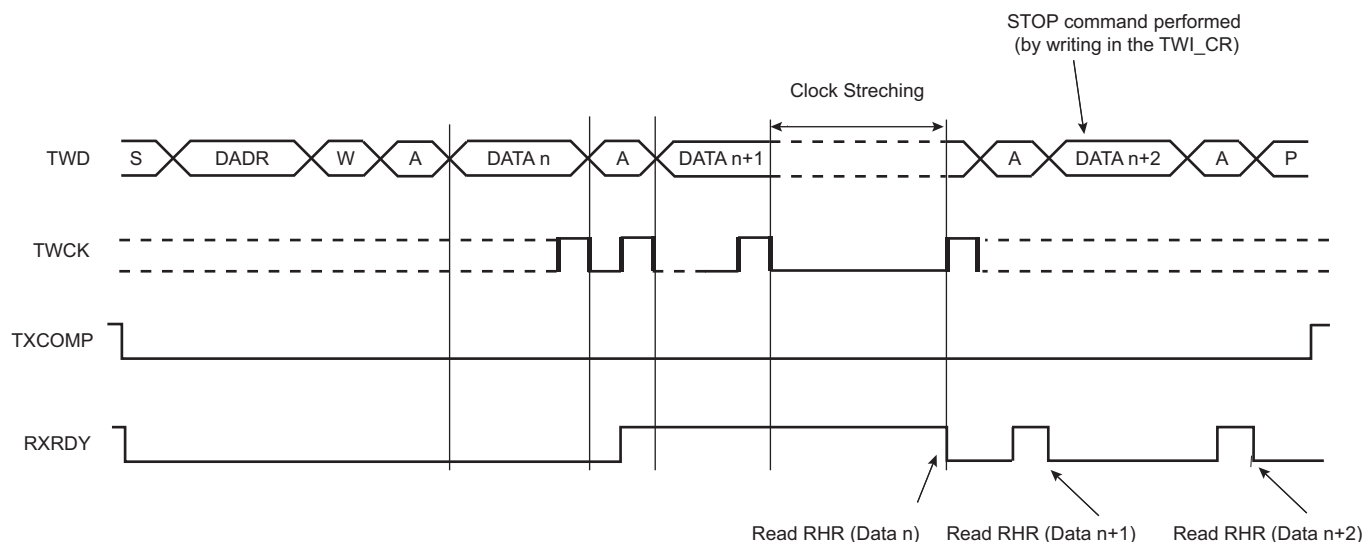 STOP command performed
(by writing in the TWI_CR)
Clock Streching
TWD S DADR W A DATA n A DATA n+1 A DATA n+2 A P
TWCK
TXCOMP
RXRDY
Read RHR (Data n) Read RHR (Data n+1) Read RHR (Data n+2)